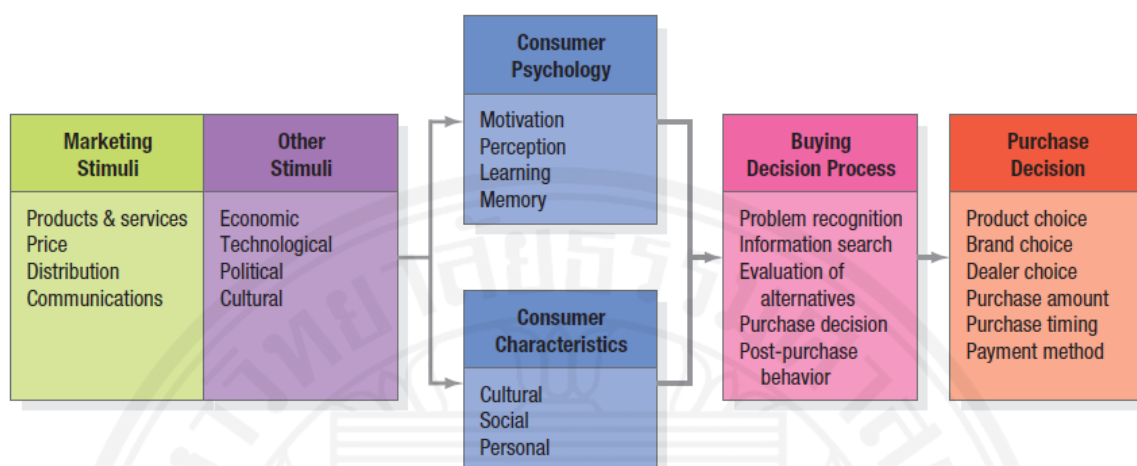 Marketing
Stimuli
Products & services
Price
Distribution
Communications
Other
Stimuli
Economic
Technological
Political
Cultural
Consumer
Psychology
Motivation
Perception
Learning
Memory
Consumer
Characteristics
Cultural
Social
Personal
Buying
Decision Process
Problem recognition
Information search
Evaluation of
alternatives
Purchase decision
Post-purchase
behavior
Purchase
Decision
Product choice
Brand choice
Dealer choice
Purchase amount
Purchase timing
Payment method